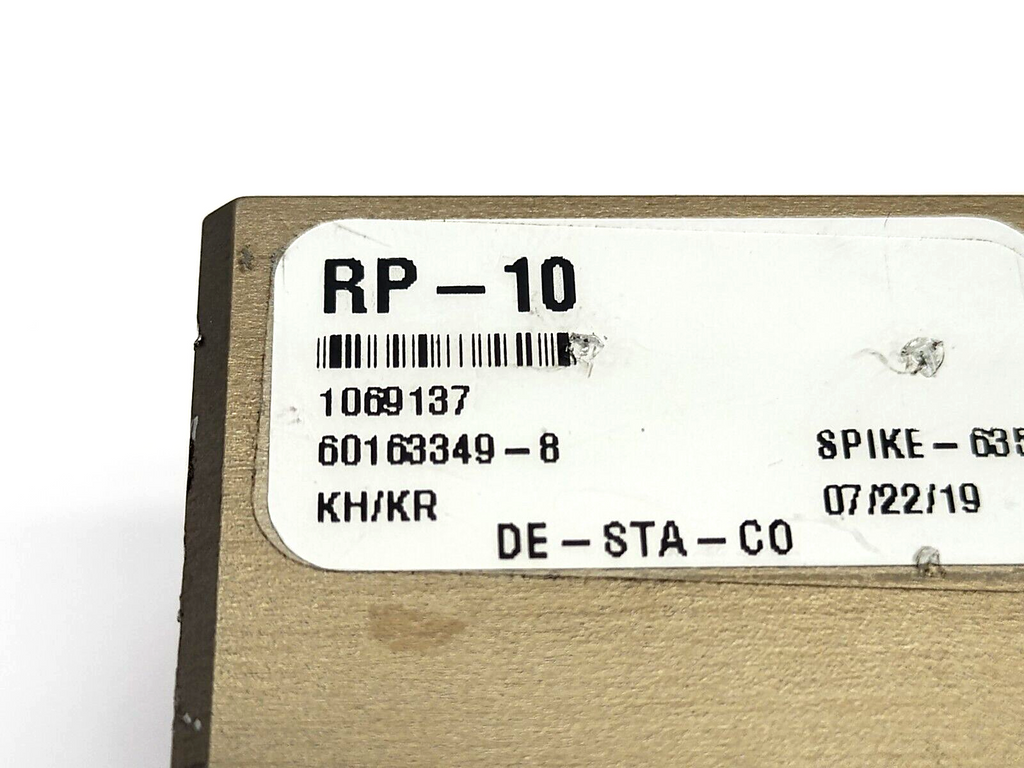 RP-10
1069137
60163349-8
SPIKE-635
KH/KR
07/22/19
DE-STA-CO